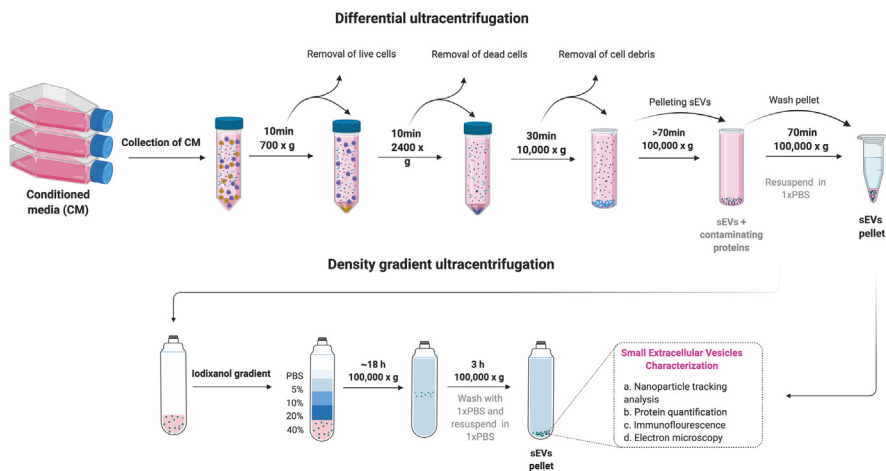 Differential ultracentrifugation
Removal of live cells
Removal of dead cells
Removal of cell debris
Collection of CM
10min
700 x g
10min
2400 x
g
30min
10,000 x g
Pelleting sEVs
>70min
100,000 x g
Wash pellet
70min
100,000 x g
Resuspend in
1xPBS
Conditioned
media (CM)
sEVs +
contaminating
proteins
sEVs
pellet
Density gradient ultracentrifugation
Iodixanol gradient
PBS
5%
10%
20%
40%
~18 h
100,000 x g
3 h
100,000 x g
Wash with
1xPBS and
resuspend in
1xPBS
sEVs
pellet
Small Extracellular Vesicles
Characterization
a. Nanoparticle tracking
analysis
b. Protein quantification
c. Immunoflourescence
d. Electron microscopy